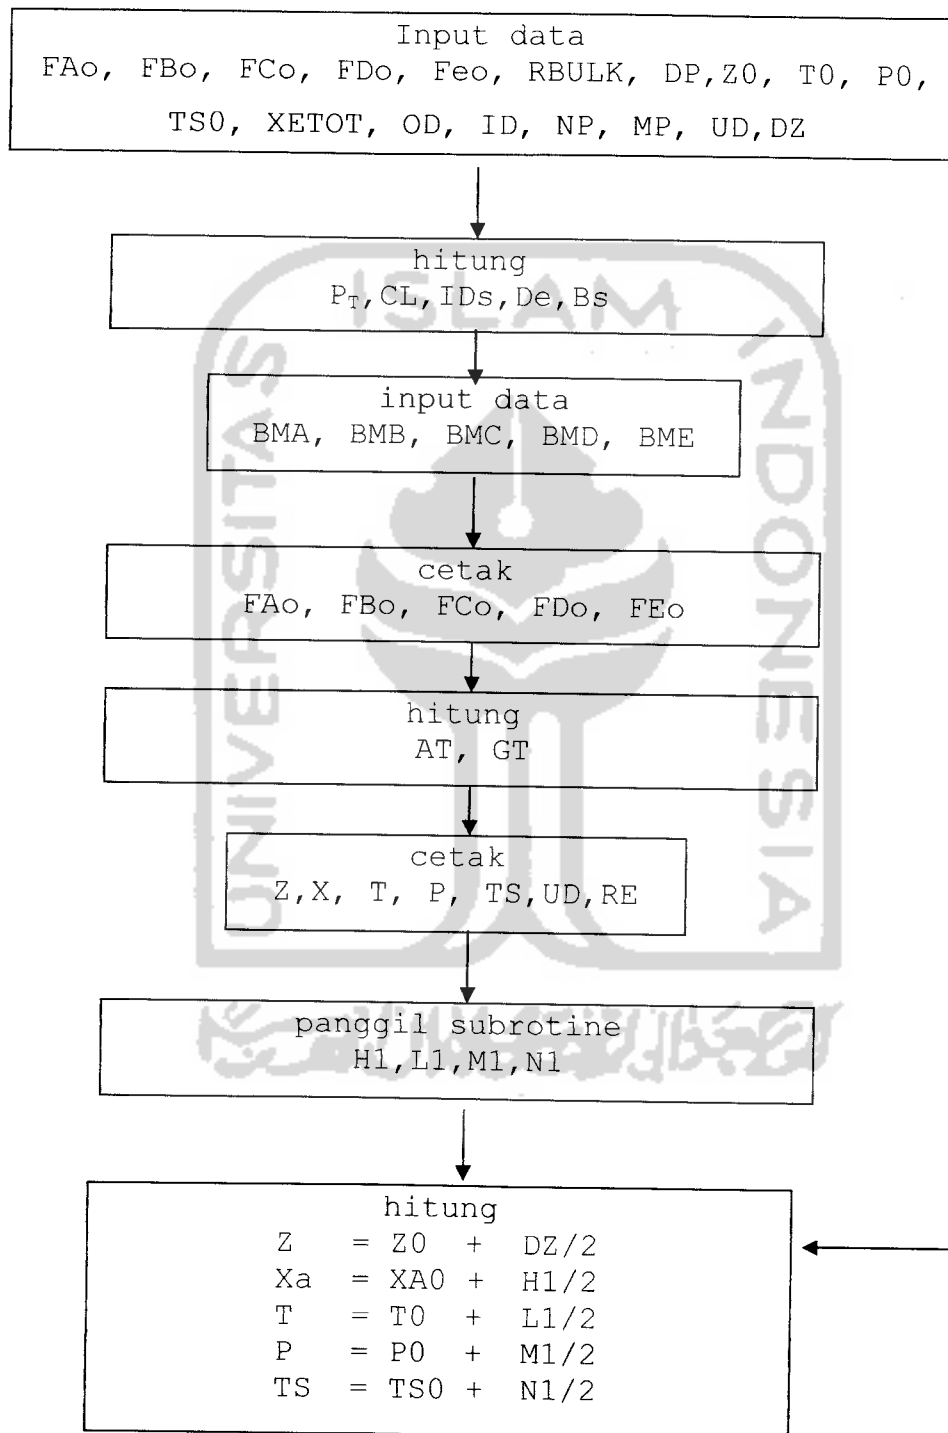 Input data
FAo, FBo, FCo, FDo, Feo, RBULK, DP,Z0, T0, P0,
TS0, XETOT, OD, ID, NP, MP, UD,DZ
hitung
PT,CL,IDs,De,Bs
input data
BMA, BMB, BMC, BMD, BME
cetak
FAo, FBo, FCo, FDo, FEo
hitung
AT, GT
cetak
Z,X, T, P, TS,UD,RE
panggil subrotine
H1,L1,M1,N1
hitung
Z = Z0 + DZ/2
Xa = XA0 + H1/2
T = T0 + L1/2
P = P0 + M1/2
TS = TS0 + N1/2
UNIVERSITAS
ISLAM
INDONESIA